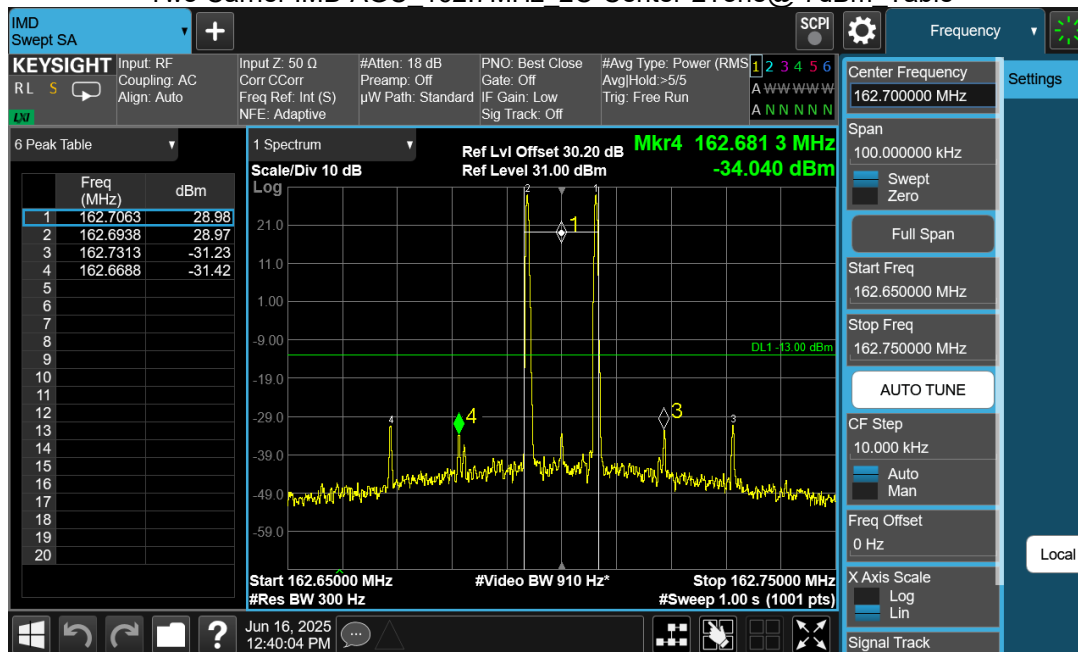 IMD
Swept SA
+
SCPI
Frequency
KEYSIGHT
RL S
LXI
Input: RF
Coupling: AC
Align: Auto
Input Z: 50 Ω
Corr CCorr
Freq Ref: Int (S)
NFE: Adaptive
#Atten: 18 dB
Preamp: Off
µW Path: Standard
PNO: Best Close
Gate: Off
IF Gain: Low
Sig Track: Off
#Avg Type: Power (RMS
Avg|Hold:>5/5
Trig: Free Run
1 2 3 4 5 6
A W W W W W
A N N N N N
6 Peak Table
Freq (MHz) dBm
1 162.7063 28.98
2 162.6938 28.97
3 162.7313 -31.23
4 162.6688 -31.42
5
6
7
8
9
10
11
12
13
14
15
16
17
18
19
20
1 Spectrum
Scale/Div 10 dB
Log
Ref Lvl Offset 30.20 dB
Ref Level 31.00 dBm
Mkr4 162.681 3 MHz
-34.040 dBm
2 1
1
21.0
11.0
1.00
-9.00
DL1 -13.00 dBm
-19.0
-29.0
4 4 3 3
-39.0
-49.0
-59.0
Start 162.65000 MHz
#Res BW 300 Hz
#Video BW 910 Hz*
Stop 162.75000 MHz
#Sweep 1.00 s (1001 pts)
Center Frequency
162.700000 MHz
Span
100.000000 kHz
Swept
Zero
Full Span
Start Freq
162.650000 MHz
Stop Freq
162.750000 MHz
AUTO TUNE
CF Step
10.000 kHz
Auto
Man
Freq Offset
0 Hz
X Axis Scale
Log
Lin
Signal Track
Settings
Local
?
Jun 16, 2025
12:40:04 PM